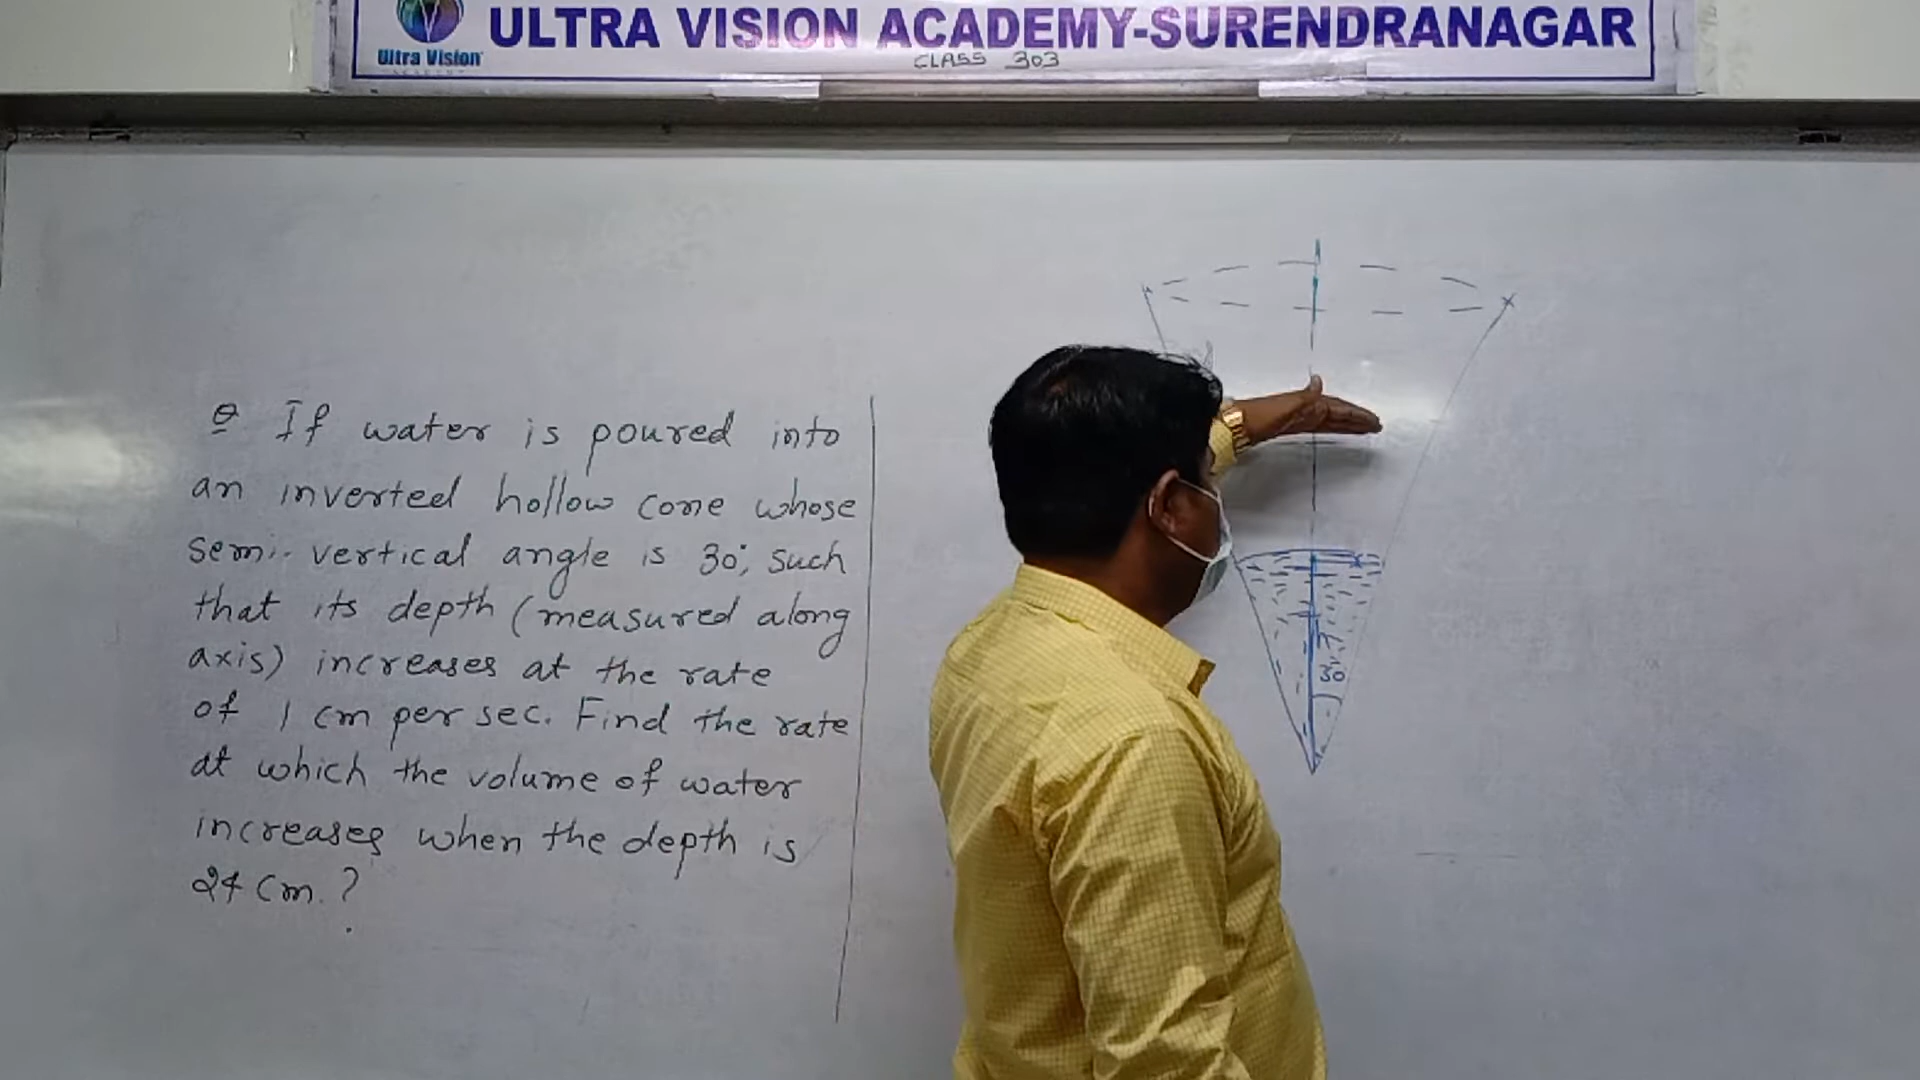 ULTRA VISION ACADEMY-SURENDRANAGAR
Ultra Vision
ACADEMY
CLASS 303
Q If water is poured into
an inverted hollow cone whose
semi-vertical angle is 30°, such
that its depth (measured along
axis) increases at the rate
of 1 cm per sec. Find the rate
at which the volume of water
increases when the depth is
24 cm.?
30